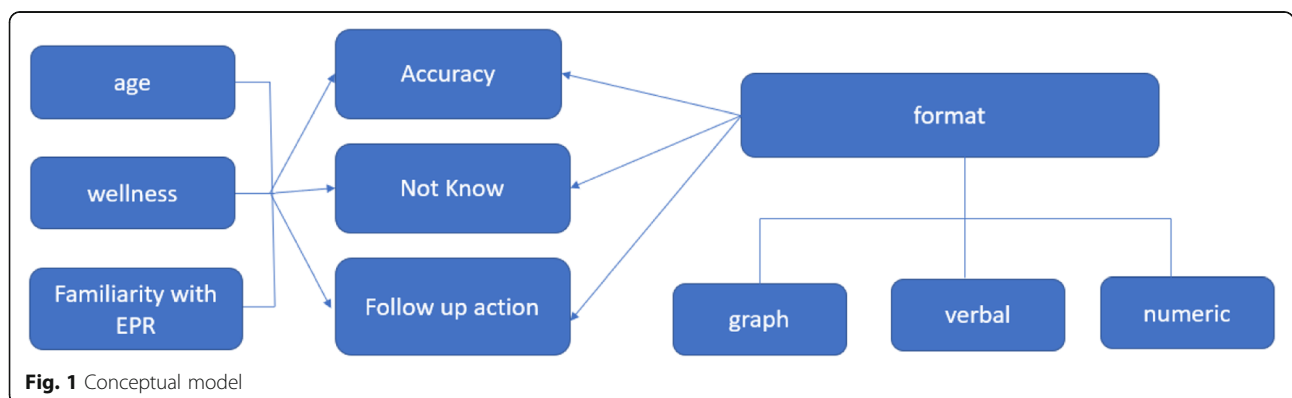 age
wellness
Familiarity with
EPR
Accuracy
Not Know
Follow up action
format
graph
verbal
numeric
Fig. 1 Conceptual model